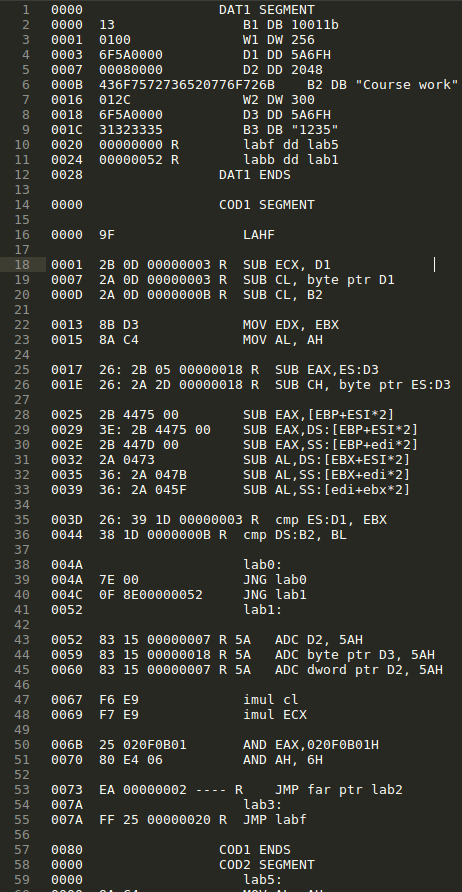 1 0000 DAT1 SEGMENT
2 0000 13 B1 DB 10011b
3 0001 0100 W1 DW 256
4 0003 6F5A0000 D1 DD 5A6FH
5 0007 00080000 D2 DD 2048
6 000B 436F7572736520776F726B B2 DB "Course work"
7 0016 012C W2 DW 300
8 0018 6F5A0000 D3 DD 5A6FH
9 001C 31323335 B3 DB "1235"
10 0020 00000000 R labf dd lab5
11 0024 00000052 R labb dd lab1
12 0028 DAT1 ENDS
13
14 0000 COD1 SEGMENT
15
16 0000 9F LAHF
17
18 0001 2B 0D 00000003 R SUB ECX, D1
19 0007 2A 0D 00000003 R SUB CL, byte ptr D1
20 000D 2A 0D 0000000B R SUB CL, B2
21
22 0013 8B D3 MOV EDX, EBX
23 0015 8A C4 MOV AL, AH
24
25 0017 26: 2B 05 00000018 R SUB EAX,ES:D3
26 001E 26: 2A 2D 00000018 R SUB CH, byte ptr ES:D3
27
28 0025 2B 4475 00 SUB EAX,[EBP+ESI*2]
29 0029 3E: 2B 4475 00 SUB EAX,DS:[EBP+ESI*2]
30 002E 2B 447D 00 SUB EAX,SS:[EBP+edi*2]
31 0032 2A 0473 SUB AL,DS:[EBX+ESI*2]
32 0035 36: 2A 047B SUB AL,SS:[EBX+edi*2]
33 0039 36: 2A 045F SUB AL,SS:[edi+ebx*2]
34
35 003D 26: 39 1D 00000003 R cmp ES:D1, EBX
36 0044 38 1D 0000000B R cmp DS:B2, BL
37
38 004A lab0:
39 004A 7E 00 JNG lab0
40 004C 0F 8E00000052 JNG lab1
41 0052 lab1:
42
43 0052 83 15 00000007 R 5A ADC D2, 5AH
44 0059 83 15 00000018 R 5A ADC byte ptr D3, 5AH
45 0060 83 15 00000007 R 5A ADC dword ptr D2, 5AH
46
47 0067 F6 E9 imul cl
48 0069 F7 E9 imul ECX
49
50 006B 25 020F0B01 AND EAX,020F0B01H
51 0070 80 E4 06 AND AH, 6H
52
53 0073 EA 00000002 ---- R JMP far ptr lab2
54 007A lab3:
55 007A FF 25 00000020 R JMP labf
56
57 0080 COD1 ENDS
58 0000 COD2 SEGMENT
59 0000 lab5: